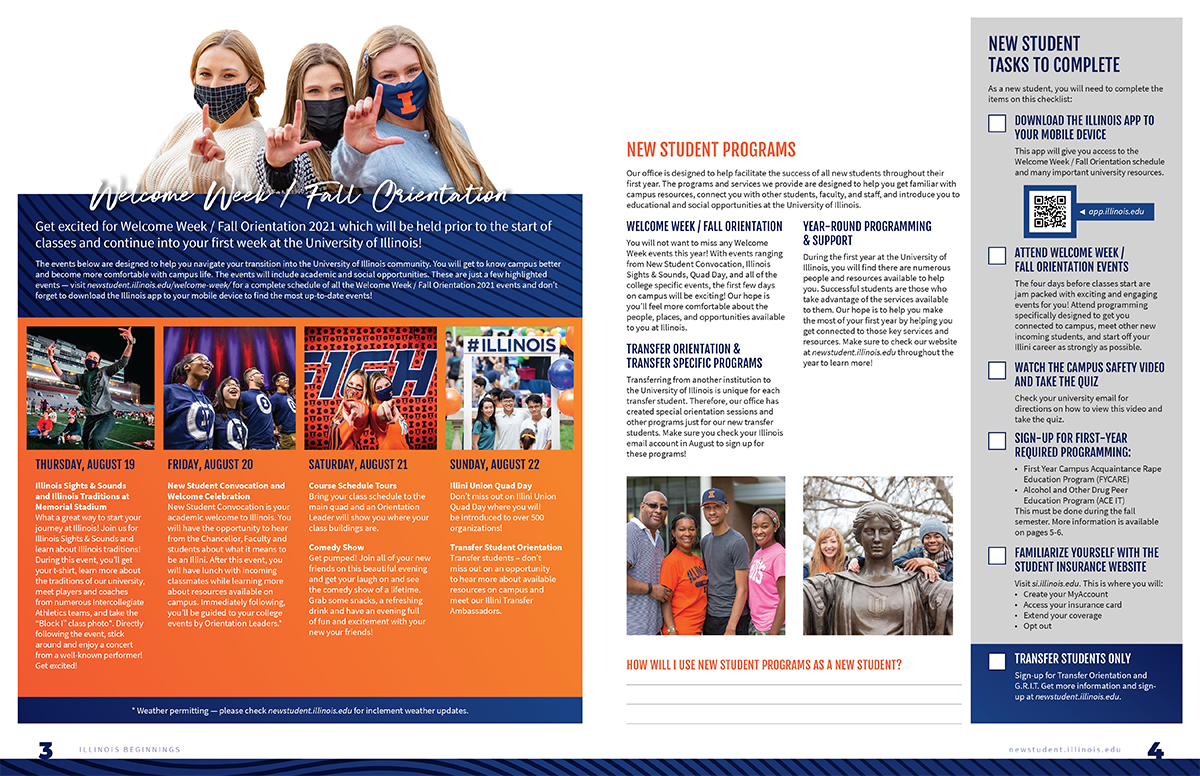 Welcome Week / Fall Orientation
Get excited for Welcome Week / Fall Orientation 2021 which will be held prior to the start of
classes and continue into your first week at the University of Illinois!
The events below are designed to help you navigate your transition into the University of Illinois community. You will get to know campus better
and become more comfortable with campus life. The events will include academic and social opportunities. These are just a few highlighted
events — visit newstudent.illinois.edu/welcome-week/ for a complete schedule of all the Welcome Week / Fall Orientation 2021 events and don't
forget to download the Illinois app to your mobile device to find the most up-to-date events!
#ILLINOIS
THURSDAY, AUGUST 19
Illinois Sights & Sounds
and Illinois Traditions at
Memorial Stadium
What a great way to start your
journey at Illinois! Join us for
Illinois Sights & Sounds and
learn about Illinois traditions!
During this event, you'll get
your t-shirt, learn more about
the traditions of our university,
meet players and coaches
from numerous Intercollegiate
Athletics teams, and take the
"Block I" class photo*. Directly
following the event, stick
around and enjoy a concert
from a well-known performer!
Get excited!
FRIDAY, AUGUST 20
New Student Convocation and
Welcome Celebration
New Student Convocation is your
academic welcome to Illinois. You
will have the opportunity to hear
from the Chancellor, Faculty and
students about what it means to
be an Illini. After this event, you
will have lunch with incoming
classmates while learning more
about resources available on
campus. Immediately following,
you'll be guided to your college
events by Orientation Leaders.*
SATURDAY, AUGUST 21
Course Schedule Tours
Bring your class schedule to the
main quad and an Orientation
Leader will show you where your
class buildings are.
Comedy Show
Get pumped! Join all of your new
friends on this beautiful evening
and get your laugh on and see
the comedy show of a lifetime.
Grab some snacks, a refreshing
drink and have an evening full
of fun and excitement with your
new your friends!
SUNDAY, AUGUST 22
Illini Union Quad Day
Don't miss out on Illini Union
Quad Day where you will
be introduced to over 500
organizations!
Transfer Student Orientation
Transfer students – don't
miss out on an opportunity
to hear more about available
resources on campus and
meet our Illini Transfer
Ambassadors.
* Weather permitting — please check newstudent.illinois.edu for inclement weather updates.
3 ILLINOIS BEGINNINGS
NEW STUDENT PROGRAMS
Our office is designed to help facilitate the success of all new students throughout their
first year. The programs and services we provide are designed to help you get familiar with
campus resources, connect you with other students, faculty, and staff, and introduce you to
educational and social opportunities at the University of Illinois.
WELCOME WEEK / FALL ORIENTATION
You will not want to miss any Welcome
Week events this year! With events ranging
from New Student Convocation, Illinois
Sights & Sounds, Quad Day, and all of the
college specific events, the first few days
on campus will be exciting! Our hope is
you'll feel more comfortable about the
people, places, and opportunities available
to you at Illinois.
TRANSFER ORIENTATION &
TRANSFER SPECIFIC PROGRAMS
Transferring from another institution to
the University of Illinois is unique for each
transfer student. Therefore, our office has
created special orientation sessions and
other programs just for our new transfer
students. Make sure you check your Illinois
email account in August to sign up for
these programs!
YEAR-ROUND PROGRAMMING
& SUPPORT
During the first year at the University of
Illinois, you will find there are numerous
people and resources available to help
you. Successful students are those who
take advantage of the services available
to them. Our hope is to help you make
the most of your first year by helping you
get connected to those key services and
resources. Make sure to check our website
at newstudent.illinois.edu throughout the
year to learn more!
HOW WILL I USE NEW STUDENT PROGRAMS AS A NEW STUDENT?
NEW STUDENT
TASKS TO COMPLETE
As a new student, you will need to complete the
items on this checklist:
DOWNLOAD THE ILLINOIS APP TO
YOUR MOBILE DEVICE
This app will give you access to the
Welcome Week / Fall Orientation schedule
and many important university resources.
◀ app.illinois.edu
ATTEND WELCOME WEEK /
FALL ORIENTATION EVENTS
The four days before classes start are
jam packed with exciting and engaging
events for you! Attend programming
specifically designed to get you
connected to campus, meet other new
incoming students, and start off your
Illini career as strongly as possible.
WATCH THE CAMPUS SAFETY VIDEO
AND TAKE THE QUIZ
Check your university email for
directions on how to view this video and
take the quiz.
SIGN-UP FOR FIRST-YEAR
REQUIRED PROGRAMMING:
• First Year Campus Acquaintance Rape
Education Program (FYCARE)
• Alcohol and Other Drug Peer
Education Program (ACE IT)
This must be done during the fall
semester. More information is available
on pages 5-6.
FAMILIARIZE YOURSELF WITH THE
STUDENT INSURANCE WEBSITE
Visit si.illinois.edu. This is where you will:
• Create your MyAccount
• Access your insurance card
• Extend your coverage
• Opt out
TRANSFER STUDENTS ONLY
Sign-up for Transfer Orientation and
G.R.I.T. Get more information and sign-
up at newstudent.illinois.edu.
newstudent.illinois.edu 4